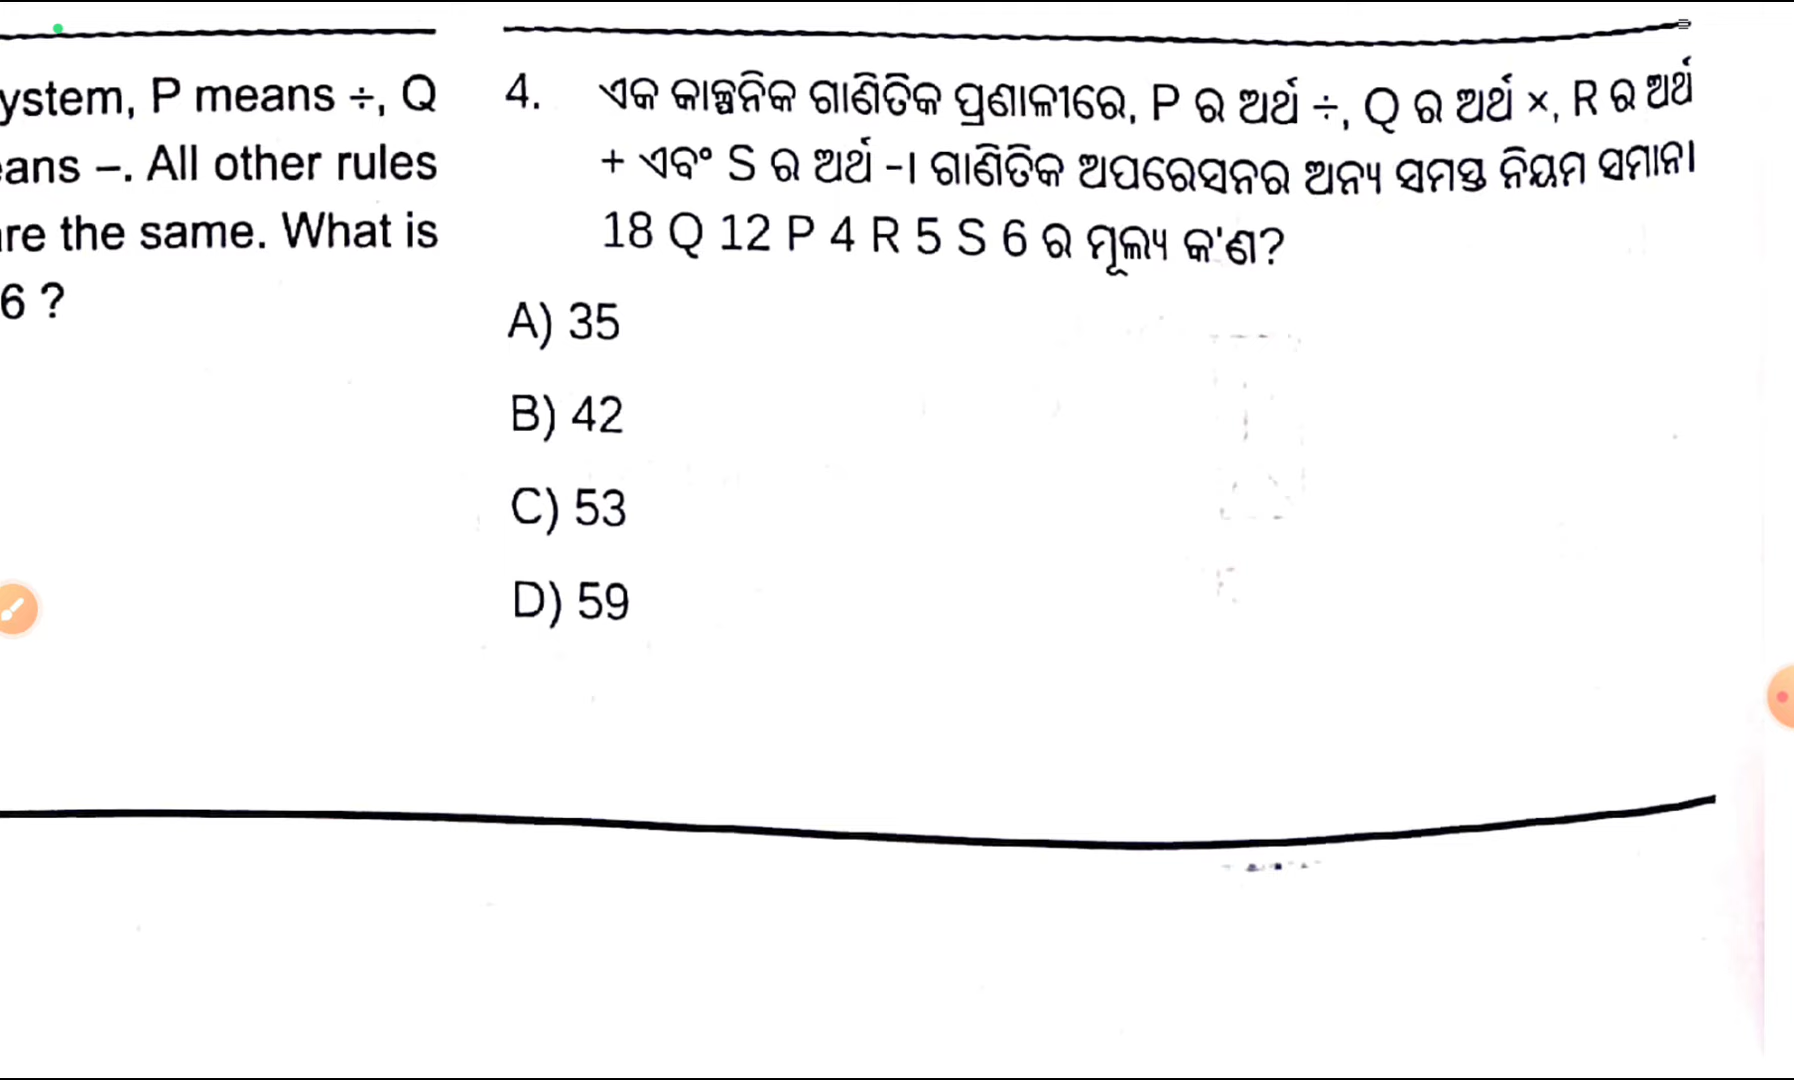 ystem, P means ÷, Q
ans –. All other rules
re the same. What is
6 ?
4. ଏକ କାଳ୍ପନିକ ଗାଣିତିକ ପ୍ରଣାଳୀରେ, P ର ଅର୍ଥ ÷, Q ର ଅର୍ଥ ×, R ର ଅର୍ଥ
+ ଏବଂ S ର ଅର୍ଥ -। ଗାଣିତିକ ଅପରେସନର ଅନ୍ୟ ସମସ୍ତ ନିୟମ ସମାନ।
18 Q 12 P 4 R 5 S 6 ର ମୂଲ୍ୟ କ'ଣ?
A) 35
B) 42
C) 53
D) 59